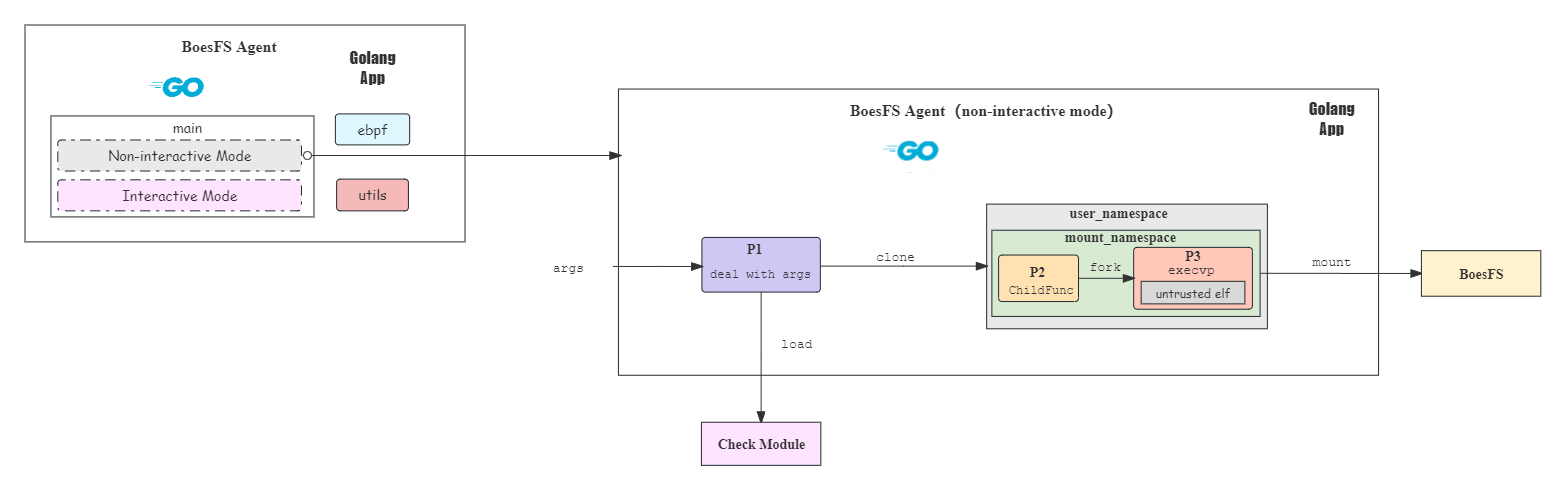 BoesFS Agent
Golang
App
GO
main
Non-interactive Mode
Interactive Mode
ebpf
utils
BoesFS Agent（non-interactive mode）
Golang
App
GO
args
P1
deal with args
clone
load
user_namespace
mount_namespace
P2
ChildFunc
fork
P3
execvp
untrusted elf
mount
BoesFS
Check Module